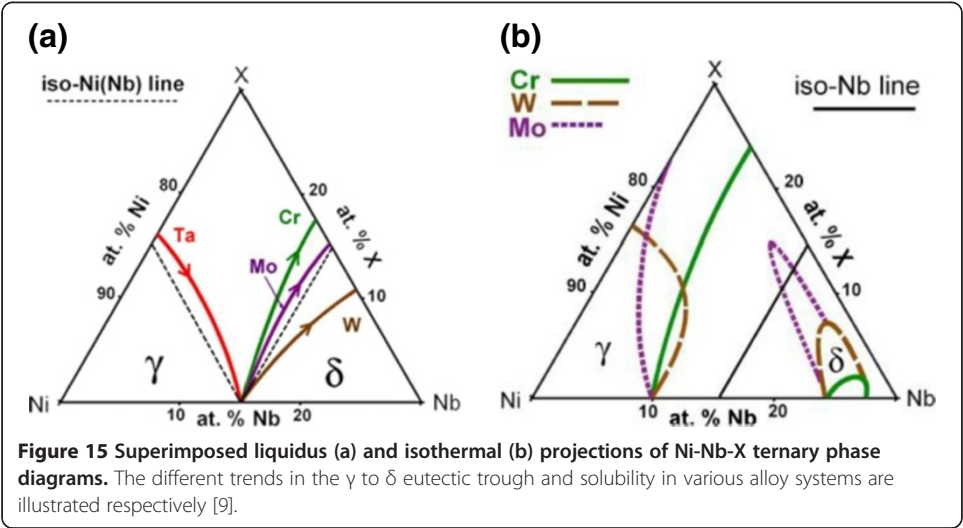 (a)
iso-Ni(Nb) line
X
80
20
at. % Ni
at. % X
Cr
Ta
Mo
90
10
W
γ
δ
Ni
Nb
10
at. % Nb
20
(b)
Cr
W
Mo
X
iso-Nb line
80
20
at. % Ni
at. % X
90
10
γ
δ
Ni
Nb
10
at. % Nb
20
Figure 15 Superimposed liquidus (a) and isothermal (b) projections of Ni-Nb-X ternary phase
diagrams. The different trends in the γ to δ eutectic trough and solubility in various alloy systems are
illustrated respectively [9].